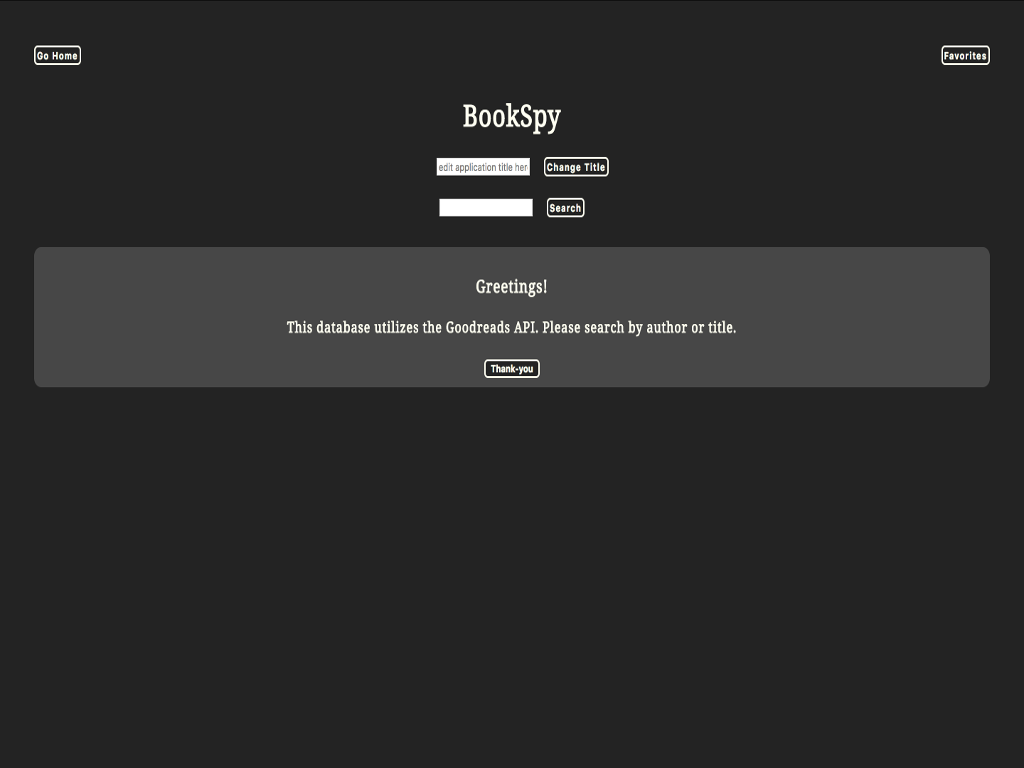 Go Home
Favorites
BookSpy
edit application title her
Change Title
Search
Greetings!
This database utilizes the Goodreads API. Please search by author or title.
Thank-you